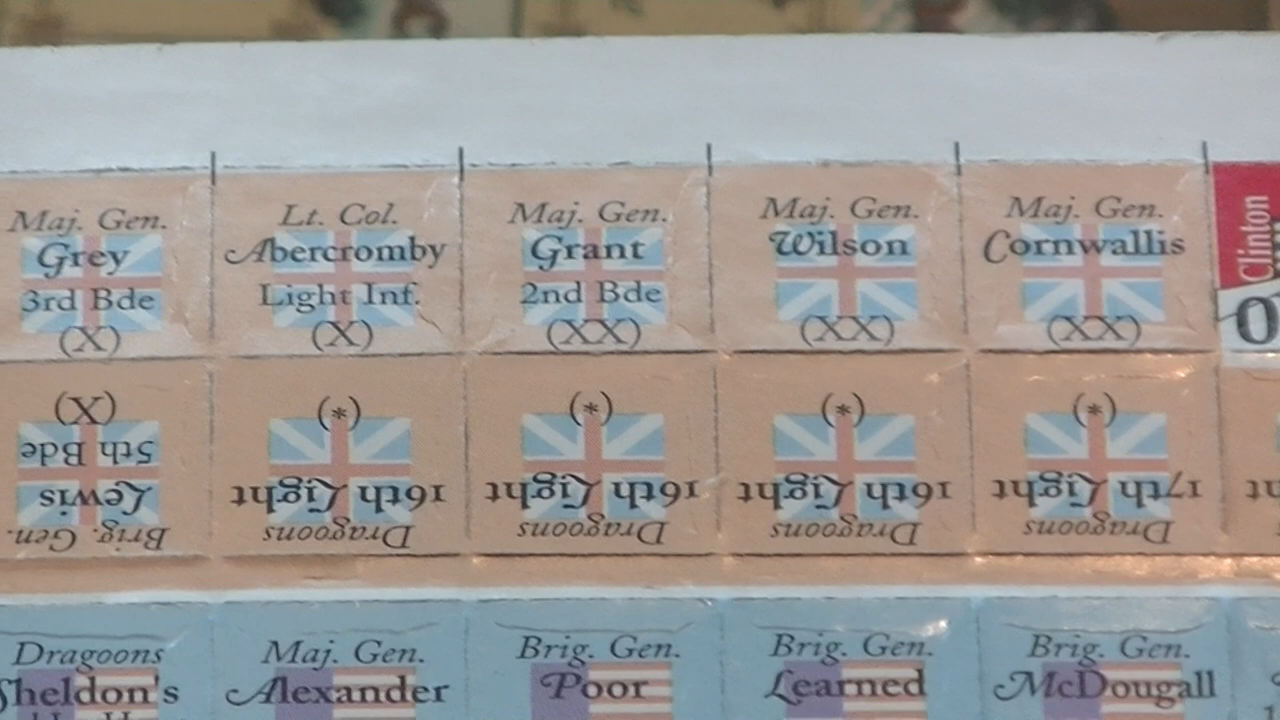 Maj. Gen.
Grey
3rd Bde
(X)
Lt. Col.
Abercromby
Light Inf.
(X)
Maj. Gen.
Grant
2nd Bde
(XX)
Maj. Gen.
Wilson
(XX)
Maj. Gen.
Cornwallis
(XX)
Clinton
Brig. Gen.
Lewis
5th Bde
(X)
Dragoons
16th Light
(*)
Dragoons
16th Light
(*)
Dragoons
16th Light
(*)
Dragoons
17th Light
(*)
Dragoons
Sheldon's
Maj. Gen.
Alexander
Brig. Gen.
Poor
Brig. Gen.
Learned
Brig. Gen.
McDougall